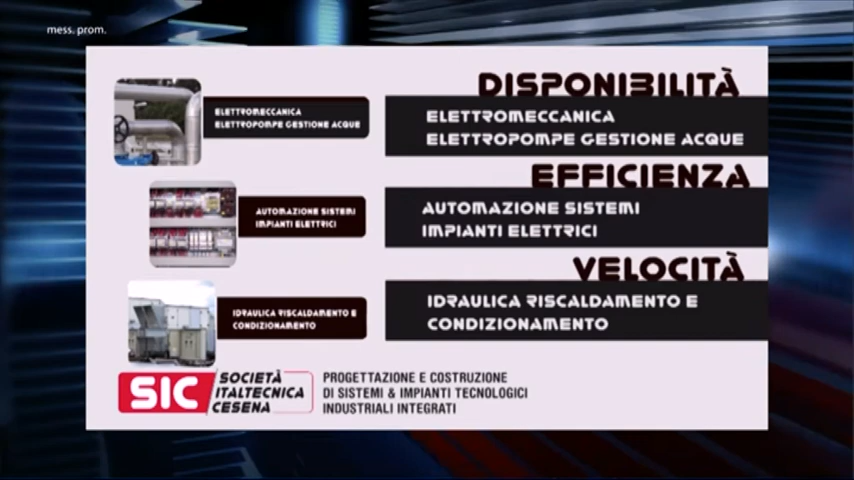 mess. prom.
DISPONIBILITÀ
ELETTROMECCANICA
ELETTROPOMPE GESTIONE ACQUE
ELETTROMECCANICA
ELETTROPOMPE GESTIONE ACQUE
EFFICIENZA
AUTOMAZIONE SISTEMI
IMPIANTI ELETTRICI
AUTOMAZIONE SISTEMI
IMPIANTI ELETTRICI
VELOCITÀ
IDRAULICA RISCALDAMENTO E
CONDIZIONAMENTO
IDRAULICA RISCALDAMENTO E
CONDIZIONAMENTO
SIC
SOCIETÀ
ITALTECNICA
CESENA
PROGETTAZIONE E COSTRUZIONE
DI SISTEMI & IMPIANTI TECNOLOGICI
INDUSTRIALI INTEGRATI